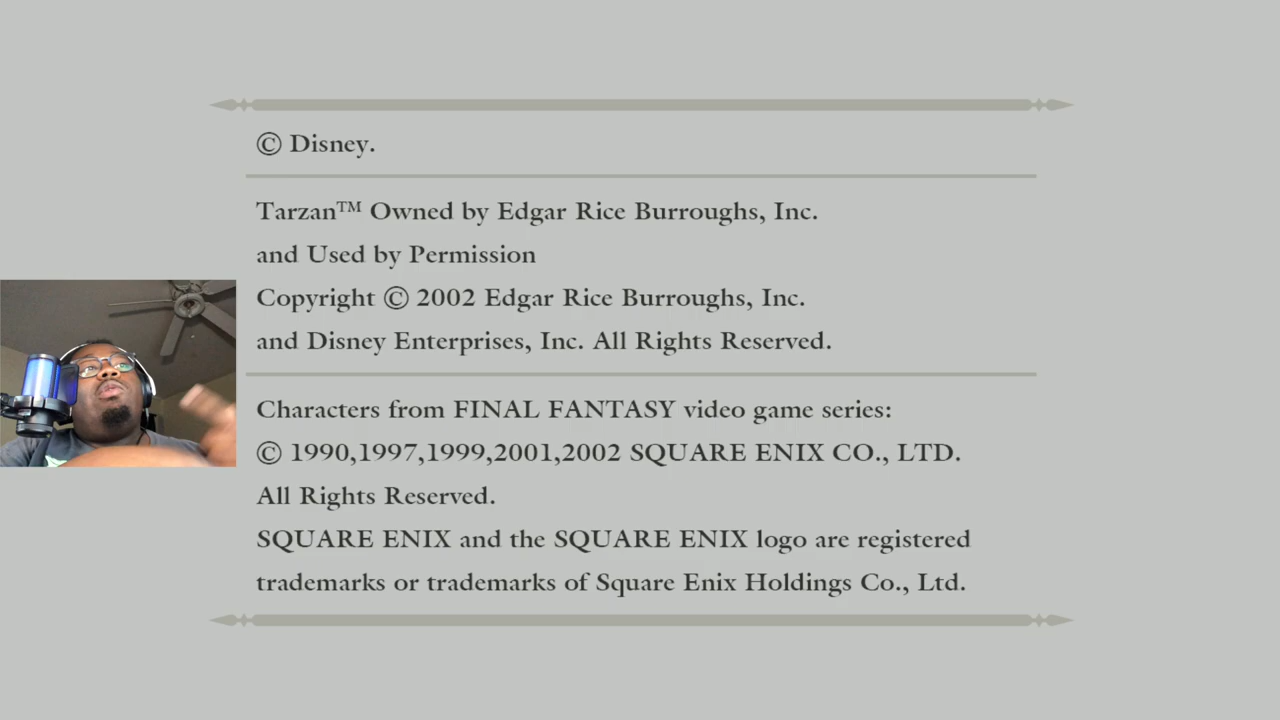 © Disney.
Tarzan™ Owned by Edgar Rice Burroughs, Inc.
and Used by Permission
Copyright © 2002 Edgar Rice Burroughs, Inc.
and Disney Enterprises, Inc. All Rights Reserved.
Characters from FINAL FANTASY video game series:
© 1990,1997,1999,2001,2002 SQUARE ENIX CO., LTD.
All Rights Reserved.
SQUARE ENIX and the SQUARE ENIX logo are registered
trademarks or trademarks of Square Enix Holdings Co., Ltd.